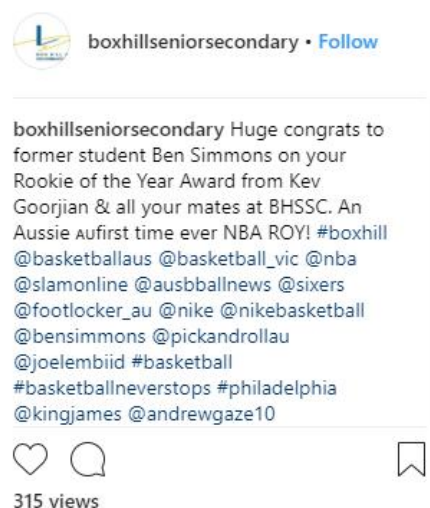 boxhillseniorsecondary • Follow
boxhillseniorsecondary Huge congrats to
former student Ben Simmons on your
Rookie of the Year Award from Kev
Goorjian & all your mates at BHSSC. An
Aussie ᴀᴜfirst time ever NBA ROY! #boxhill
@basketballaus @basketball_vic @nba
@slamonline @ausbballnews @sixers
@footlocker_au @nike @nikebasketball
@bensimmons @pickandrollau
@joelembiid #basketball
#basketballneverstops #philadelphia
@kingjames @andrewgaze10
315 views